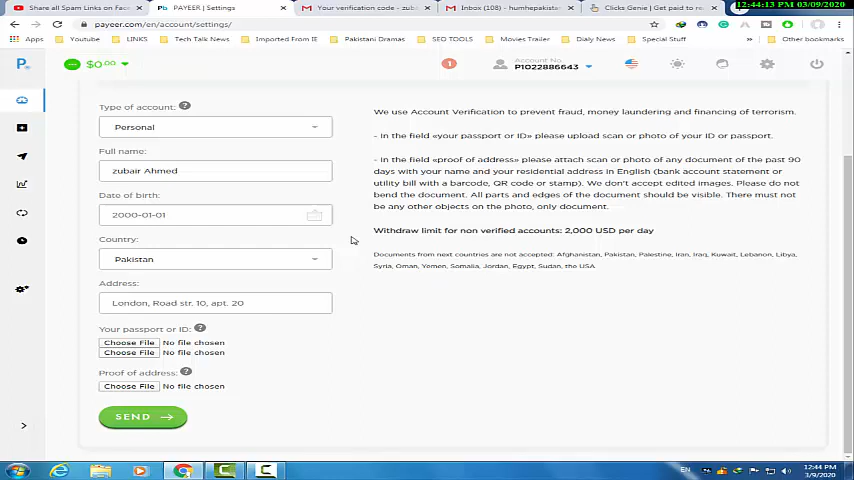 12:44:13 PM 03/09/2020
Share all Spam Links on Fac
PAYEER | Settings
Your verification code - zuba
Inbox (108) - humhepakistan
Clicks Genie | Get paid to re
payeer.com/en/account/settings/
Apps
Youtube
LINKS
Tech Talk News
Imported From IE
Pakistani Dramas
SEO TOOLS
Movies Trailer
Dialy News
Special Stuff
»
Other bookmarks
P.
$0.00
1
Account No
P1022886643
Type of account: ?
Personal
Full name:
zubair Ahmed
Date of birth:
2000-01-01
Country:
Pakistan
Address:
London, Road str. 10, apt. 20
Your passport or ID: ?
Choose File No file chosen
Choose File No file chosen
Proof of address: ?
Choose File No file chosen
SEND
We use Account Verification to prevent fraud, money laundering and financing of terrorism.
- In the field «your passport or ID» please upload scan or photo of your ID or passport.
- In the field «proof of address» please attach scan or photo of any document of the past 90
days with your name and your residential address in English (bank account statement or
utility bill with a barcode, QR code or stamp). We don't accept edited images. Please do not
bend the document. All parts and edges of the document should be visible. There must not
be any other objects on the photo, only document.
Withdraw limit for non verified accounts: 2,000 USD per day
Documents from next countries are not accepted: Afghanistan, Pakistan, Palestine, Iran, Iraq, Kuwait, Lebanon, Libya,
Syria, Oman, Yemen, Somalia, Jordan, Egypt, Sudan, the USA
EN
12:44 PM
3/9/2020